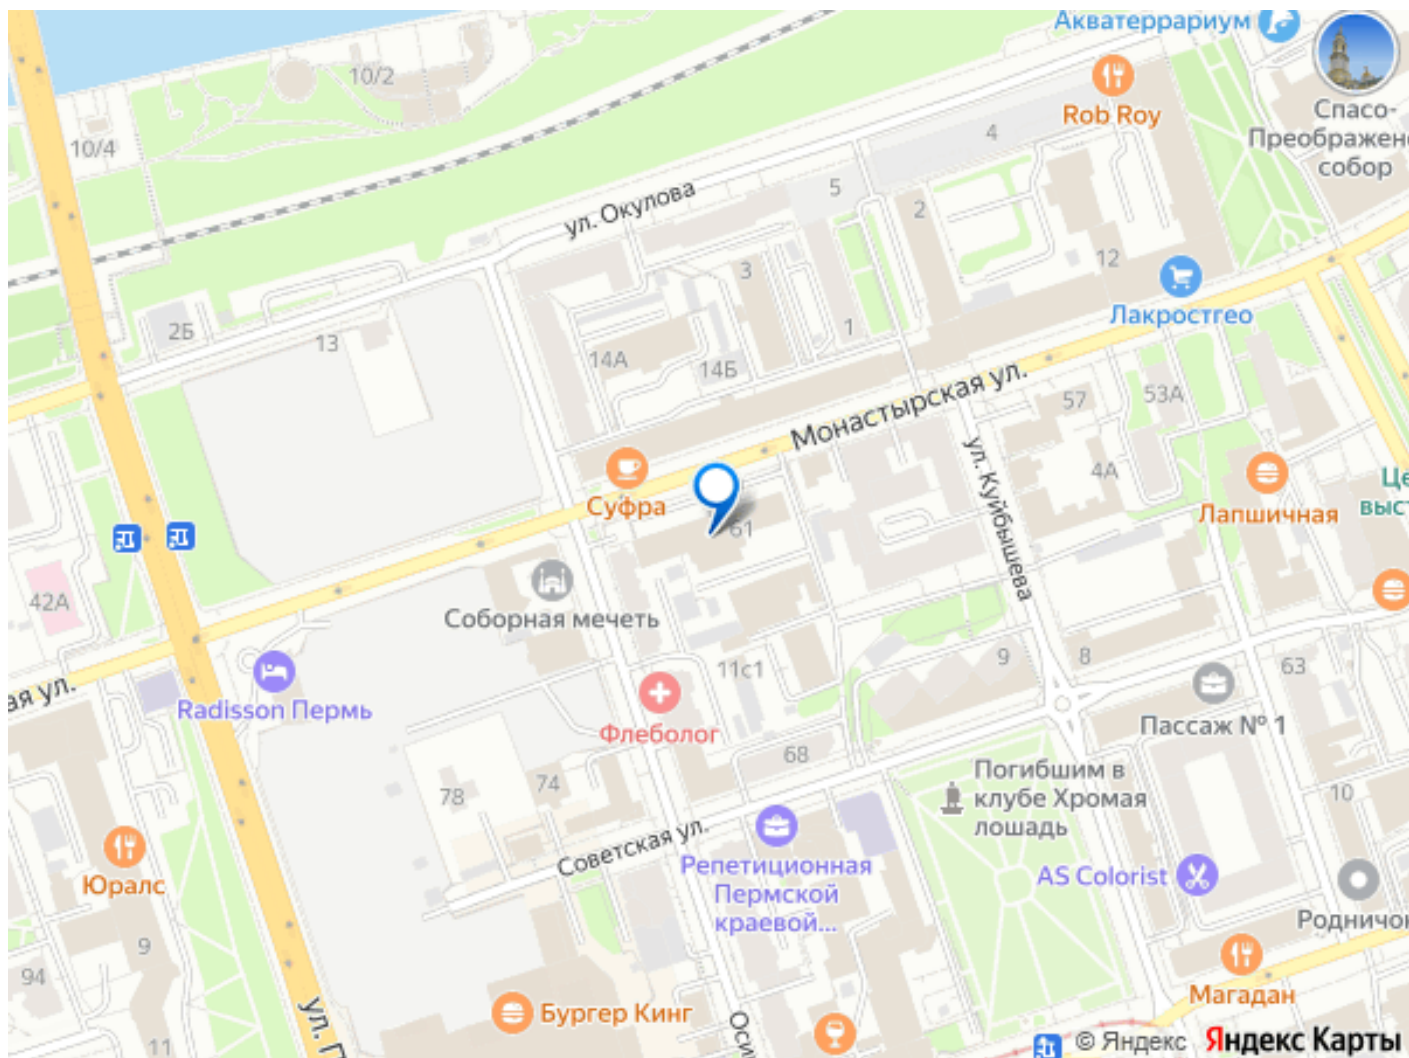 Акватеррариум
10/2
Rob Roy
Спасо-
Преображен
собор
10/4
4
5
ул. Окулова
2
3
12
Лакростгео
2Б
13
1
14А
14Б
Монастырская ул.
57
53А
ул. Куйбышева
4А
Суфра
Лапшичная
Це
выст
61
42А
Соборная мечеть
11с1
9
8
63
ая ул.
Radisson Пермь
Флеболог
Пассаж № 1
68
74
78
Погибшим в
клубе Хромая
лошадь
10
Советская ул.
Репетиционная
Пермской
краевой...
AS Colorist
Юралс
Родничок
9
94
Магадан
ул. П
Бургер Кинг
Оси
11
© Яндекс
Яндекс Карты